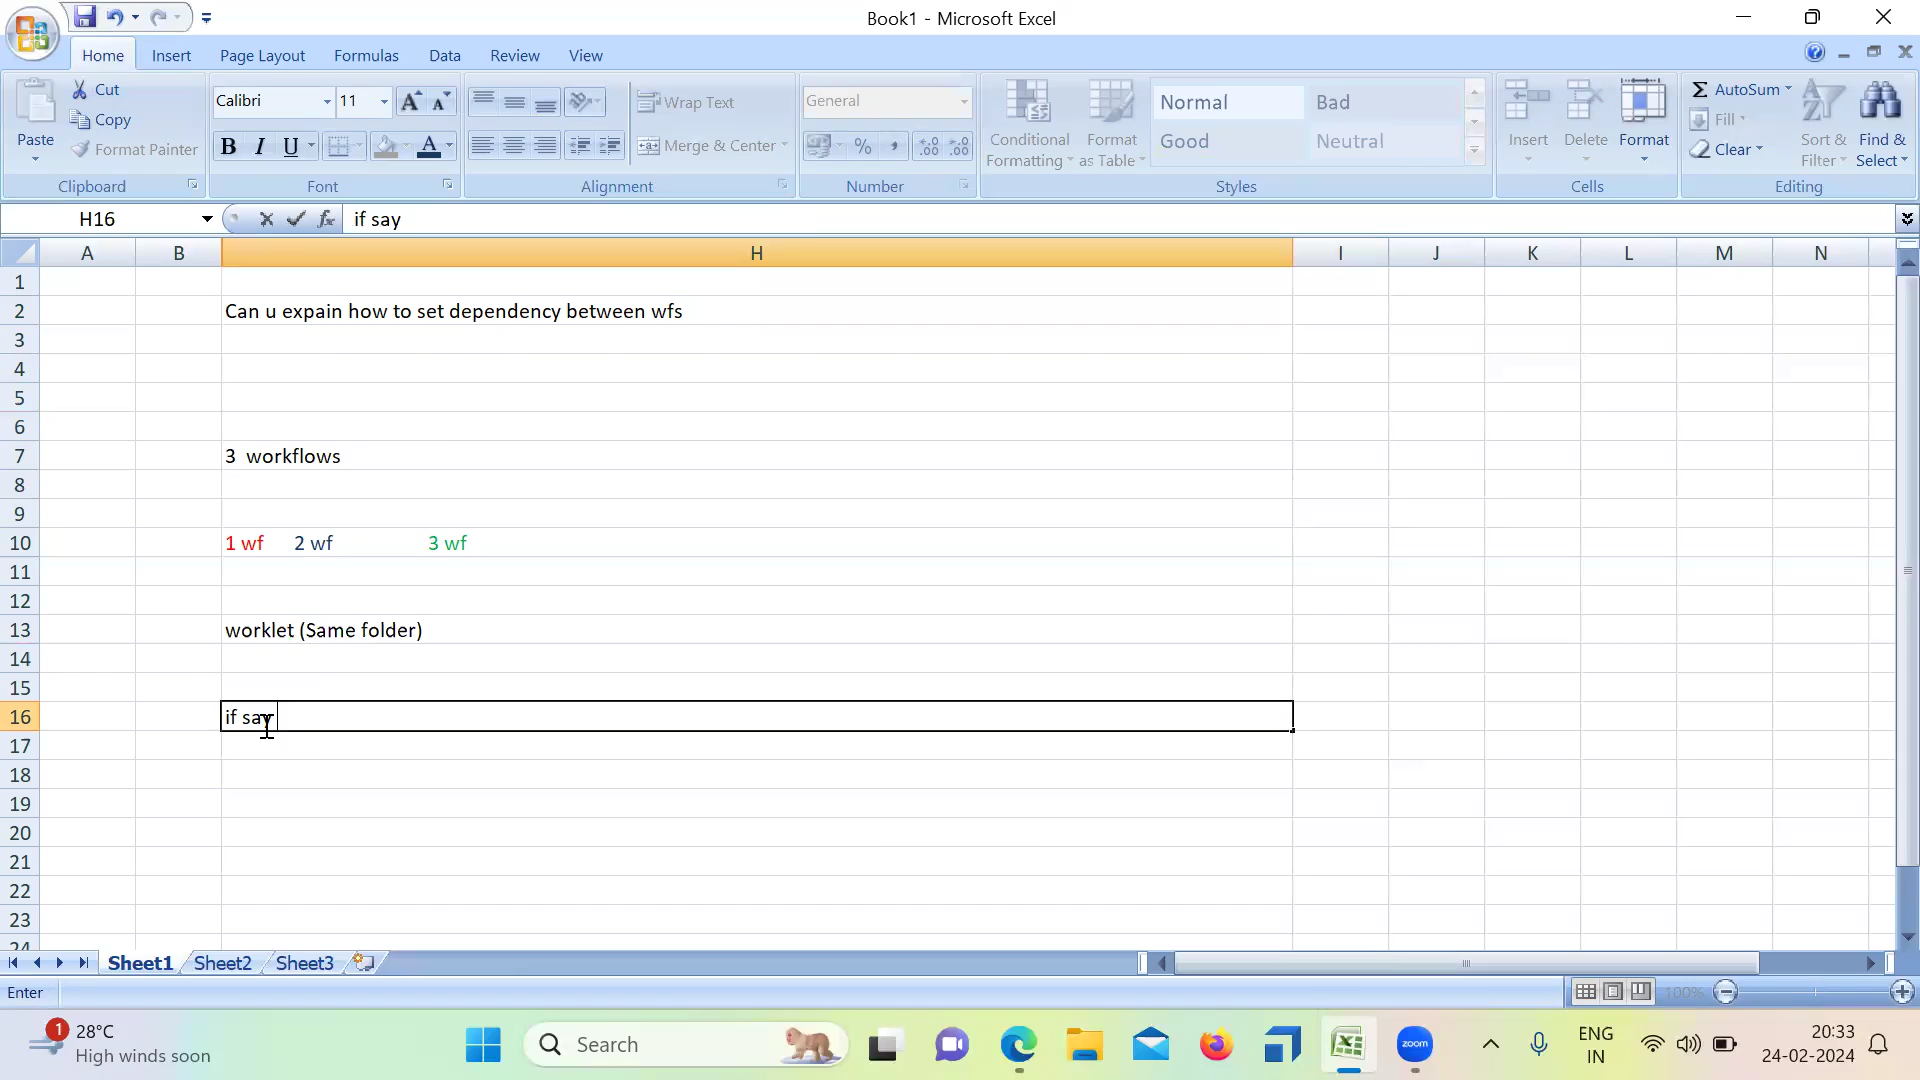 Book1 - Microsoft Excel
Home Insert Page Layout Formulas Data Review View
Paste
Cut
Copy
Format Painter
Clipboard
Calibri 11
B I U
Font
Wrap Text
Merge & Center
Alignment
General
Number
Conditional Formatting
Format as Table
Normal Bad
Good Neutral
Styles
Insert Delete Format
Cells
AutoSum
Fill
Clear
Sort & Filter
Find & Select
Editing
H16 fx if say
A B H I J K L M N
1
2 Can u expain how to set dependency between wfs
3
4
5
6
7 3 workflows
8
9
10 1 wf 2 wf 3 wf
11
12
13 worklet (Same folder)
14
15
16 if say
17
18
19
20
21
22
23
24
Sheet1 Sheet2 Sheet3
Enter 100%
1 28°C
High winds soon
Search
zoom
ENG
IN
20:33
24-02-2024